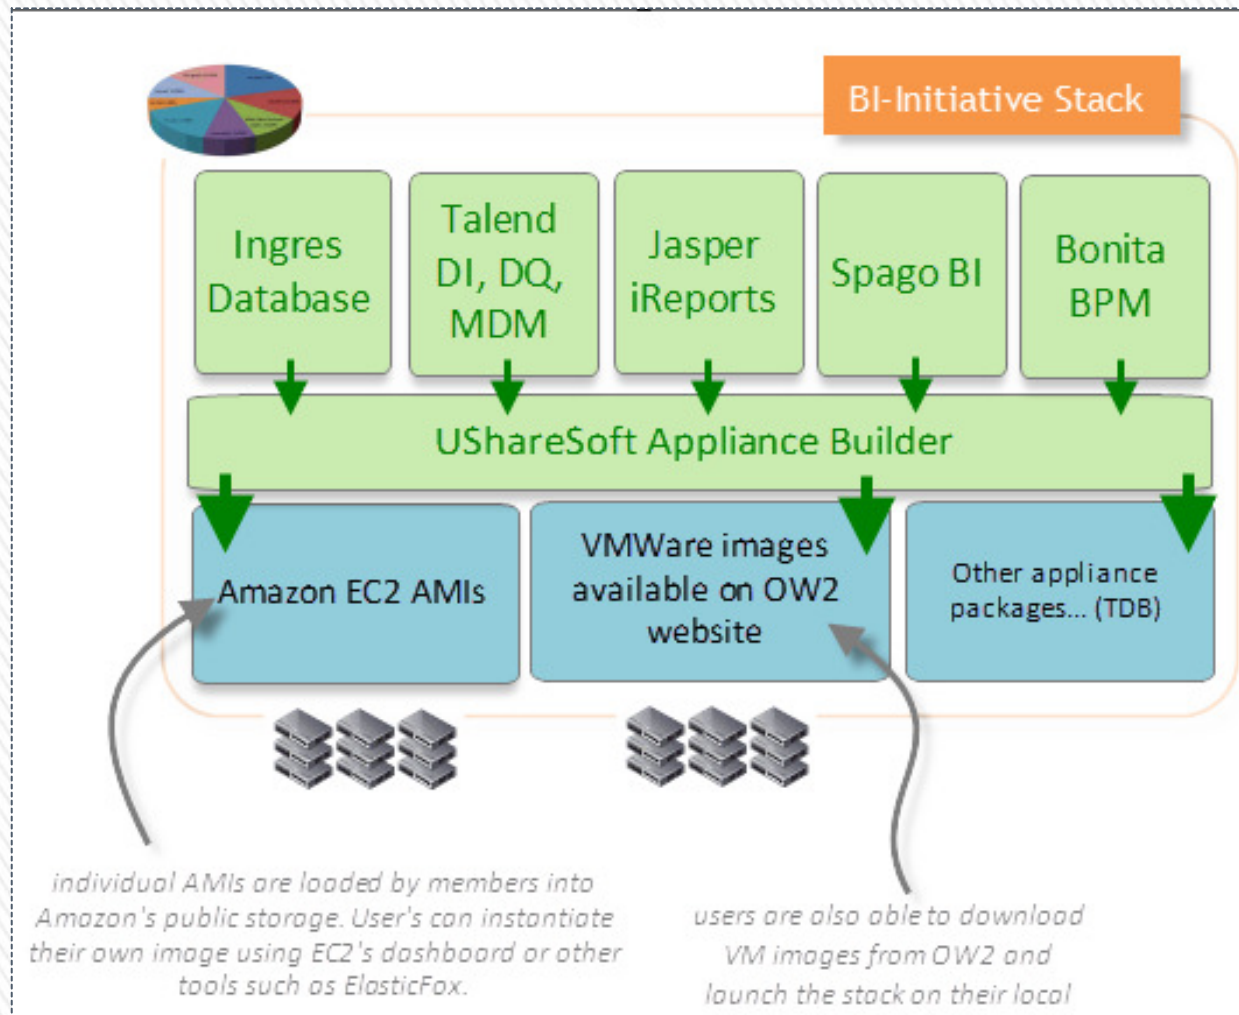 BI-Initiative Stack
Ingres
Database
Talend
DI, DQ,
MDM
Jasper
iReports
Spago BI
Bonita
BPM
UShareSoft Appliance Builder
Amazon EC2 AMIs
VMWare images
available on OW2
website
Other appliance
packages... (TDB)
individual AMIs are loaded by members into
Amazon's public storage. User's can instantiate
their own image using EC2's dashboard or other
tools such as ElasticFox.
users are also able to download
VM images from OW2 and
launch the stack on their local